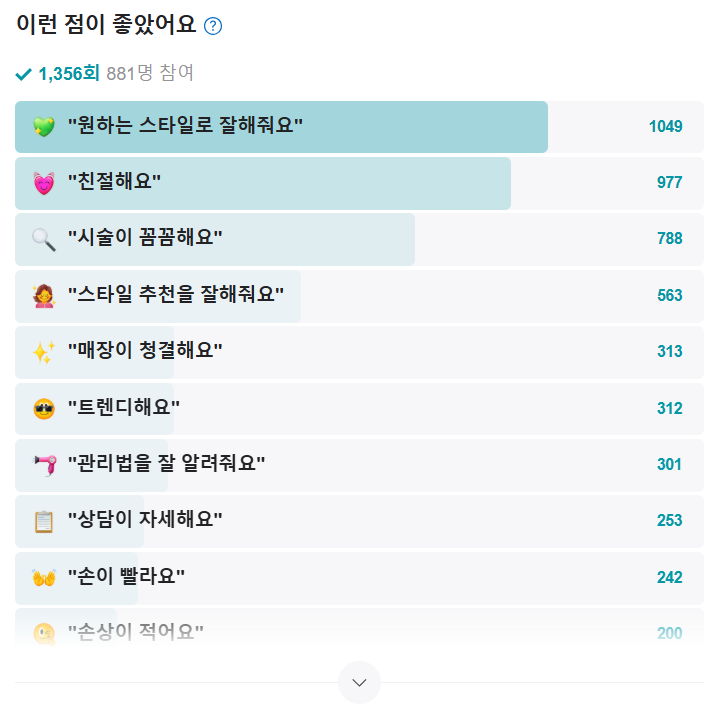 이런 점이 좋았어요 ?
1,356회 881명 참여
"원하는 스타일로 잘해줘요" 1049
"친절해요" 977
"시술이 꼼꼼해요" 788
"스타일 추천을 잘해줘요" 563
"매장이 청결해요" 313
"트렌디해요" 312
"관리법을 잘 알려줘요" 301
"상담이 자세해요" 253
"손이 빨라요" 242
"손상이 적어요" 200